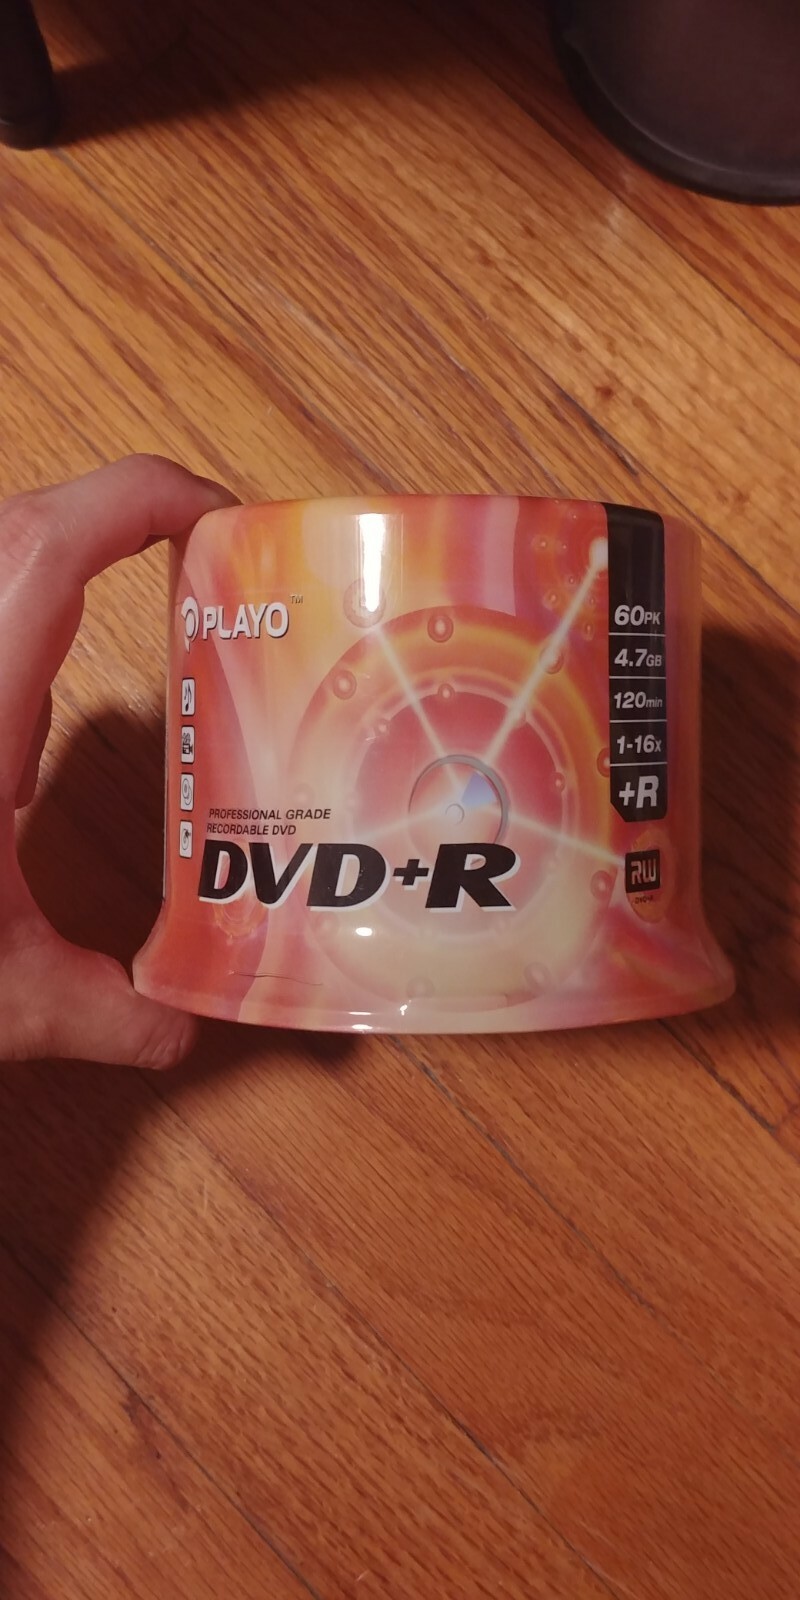 PLAYO™
PROFESSIONAL GRADE
RECORDABLE DVD
DVD+R
60PK
4.7GB
120min
1-16x
+R
RW